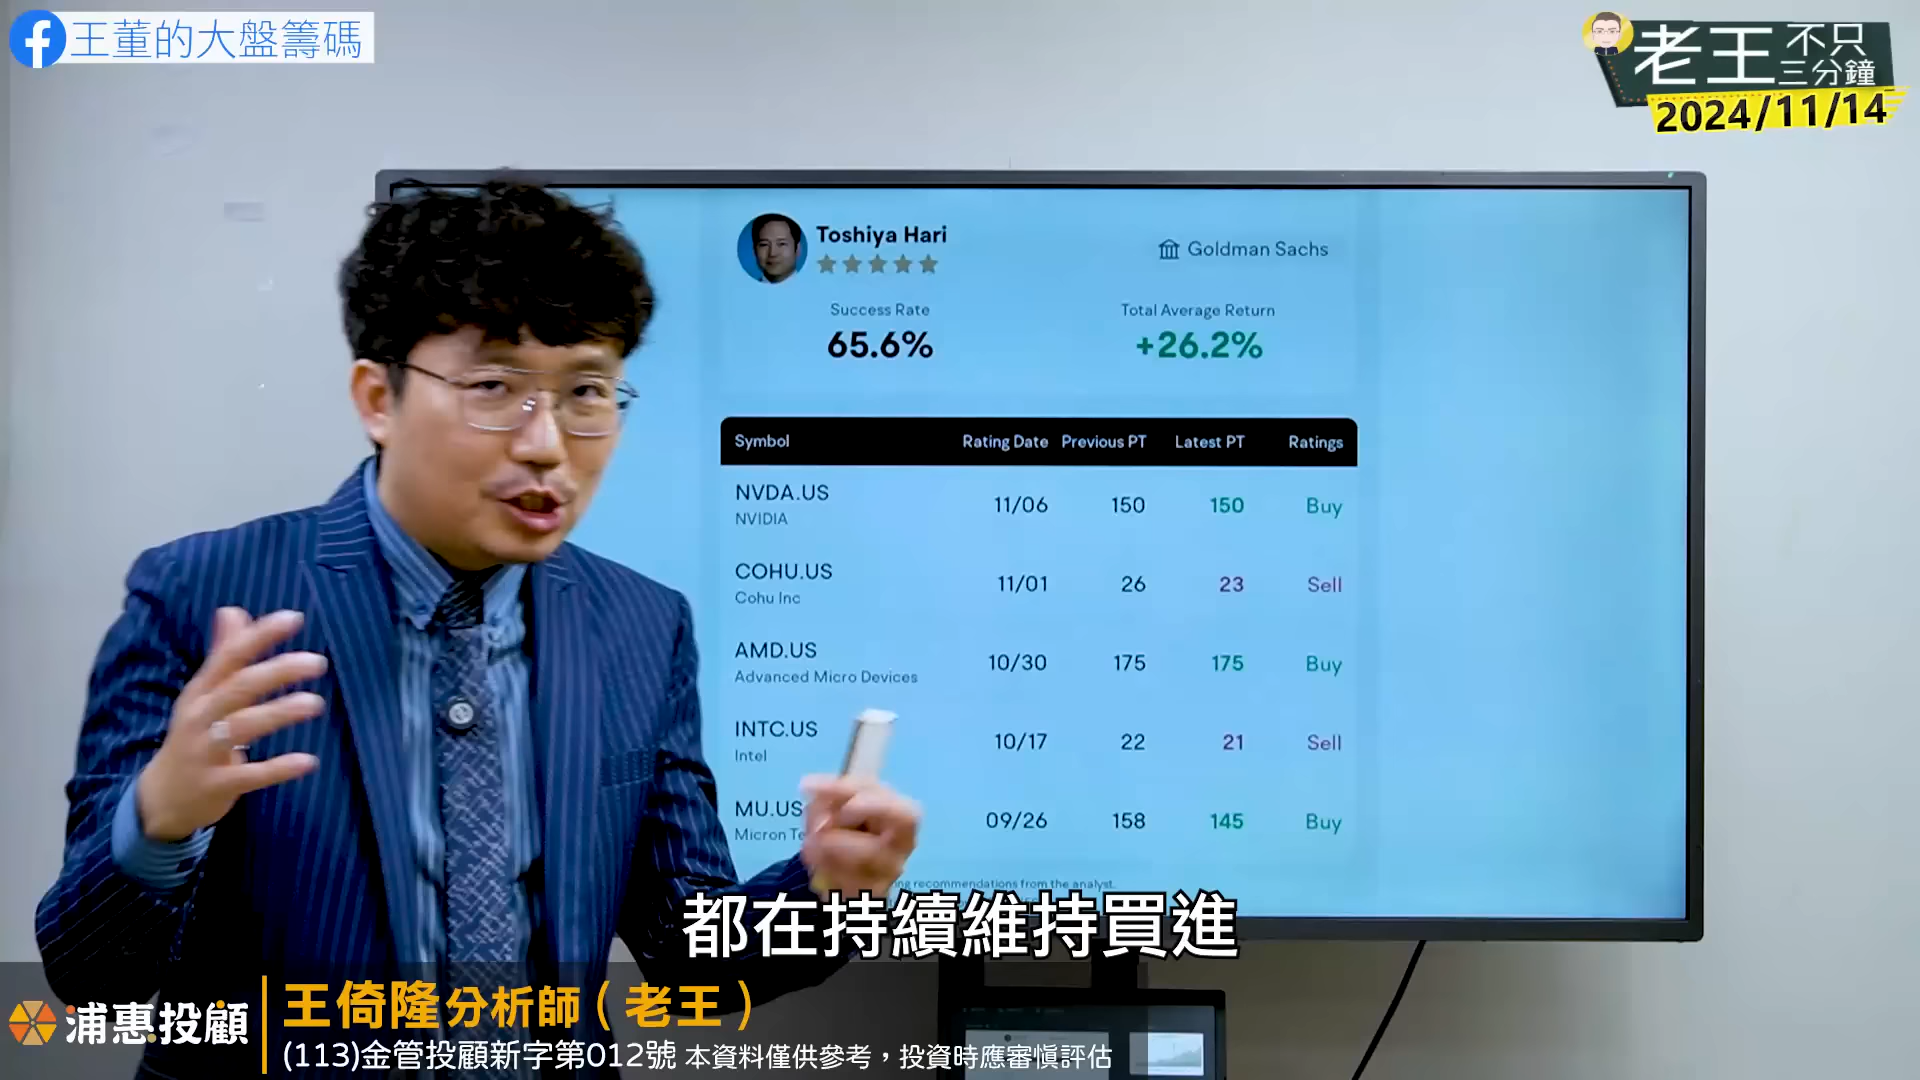 王董的大盤籌碼
老王 不只三分鐘
2024/11/14
Toshiya Hari
Goldman Sachs
Success Rate
Total Average Return
65.6%
+26.2%
Symbol Rating Date Previous PT Latest PT Ratings
NVDA.US 11/06 150 150 Buy
NVIDIA
COHU.US 11/01 26 23 Sell
Cohu Inc
AMD.US 10/30 175 175 Buy
Advanced Micro Devices
INTC.US 10/17 22 21 Sell
Intel
MU.US 09/26 158 145 Buy
Micron
recommendations from the analyst.
都在持續維持買進
浦惠投顧
王倚隆分析師(老王)
(113)金管投顧新字第012號 本資料僅供參考，投資時應審慎評估